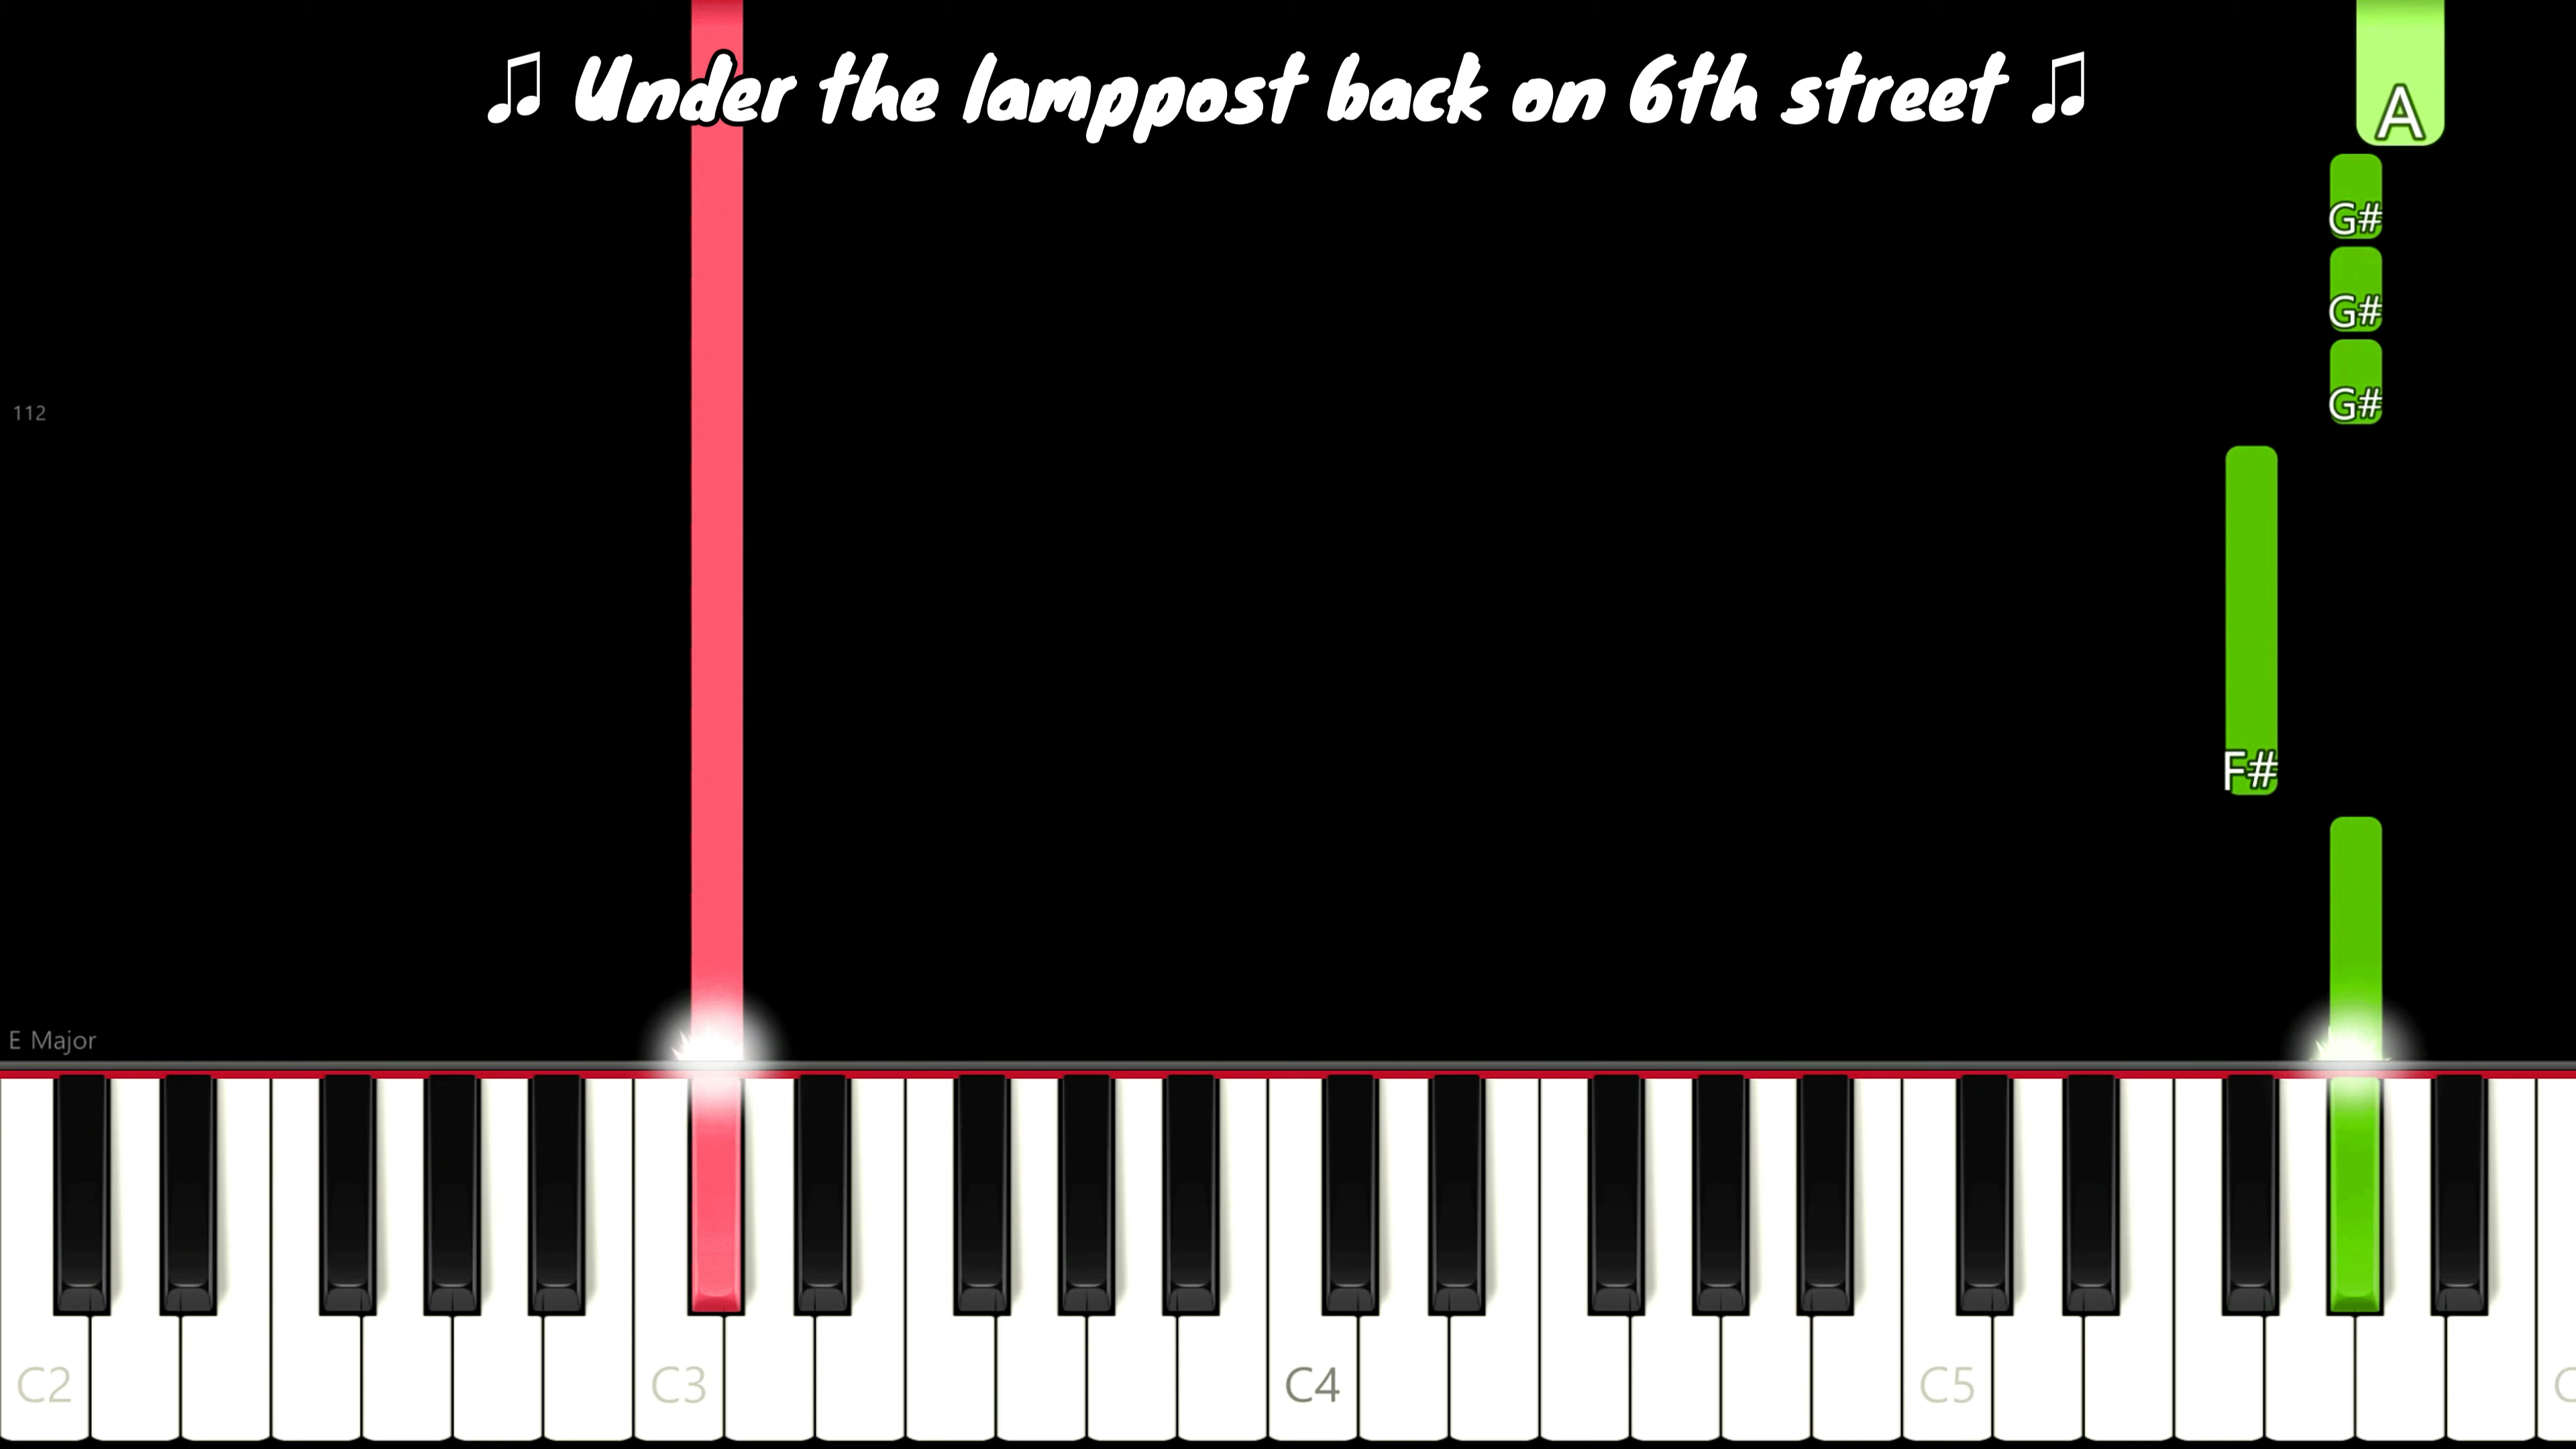 ♫ Under the lamppost back on 6th street ♫
A
G#
G#
G#
112
F#
E Major
C2 C3 C4 C5 C